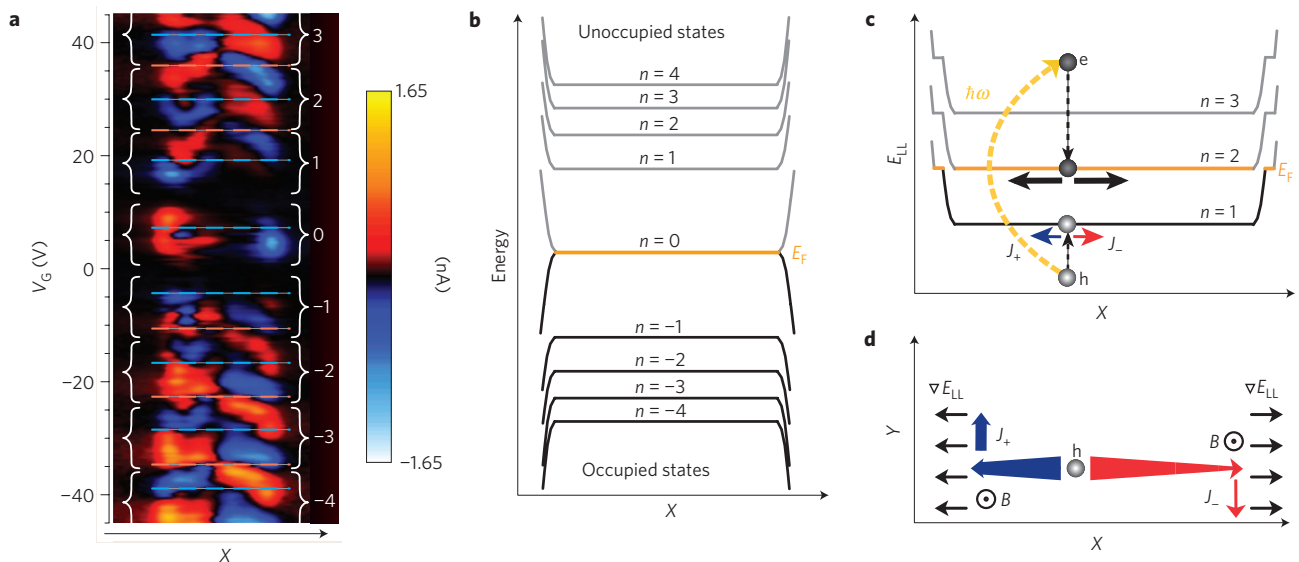 a
40
20
0
−20
−40
V_G (V)
3
2
1
0
−1
−2
−3
−4
X
1.65
(nA)
−1.65
b
Unoccupied states
n = 4
n = 3
n = 2
n = 1
n = 0
E_F
n = −1
n = −2
n = −3
n = −4
Occupied states
Energy
X
c
e
ℏω
n = 3
n = 2
E_F
n = 1
J_+
J_−
h
E_LL
X
d
Y
∇E_LL
∇E_LL
J_+
B
h
B
J_−
X